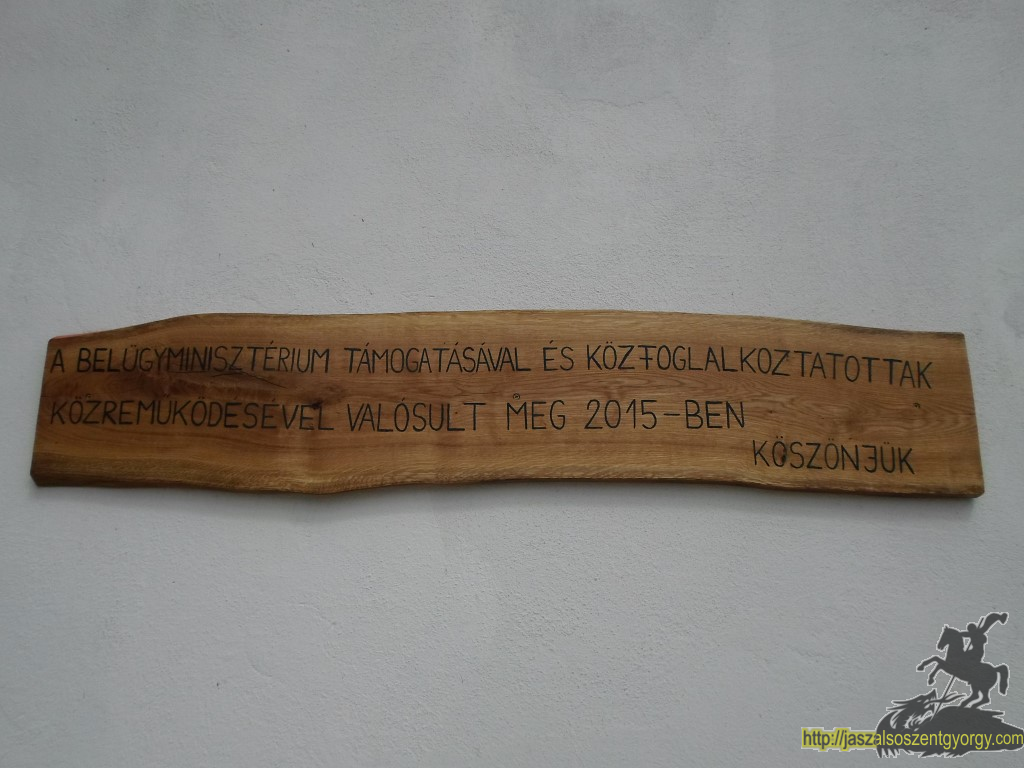 A BELÜGYMINISZTÉRIUM TÁMOGATÁSÁVAL ÉS KÖZFOGLALKOZTATOTTAK
KÖZREMŰKÖDÉSÉVEL VALÓSULT MEG 2015-BEN
KÖSZÖNJÜK
http://jaszalsoszentgyorgy.com